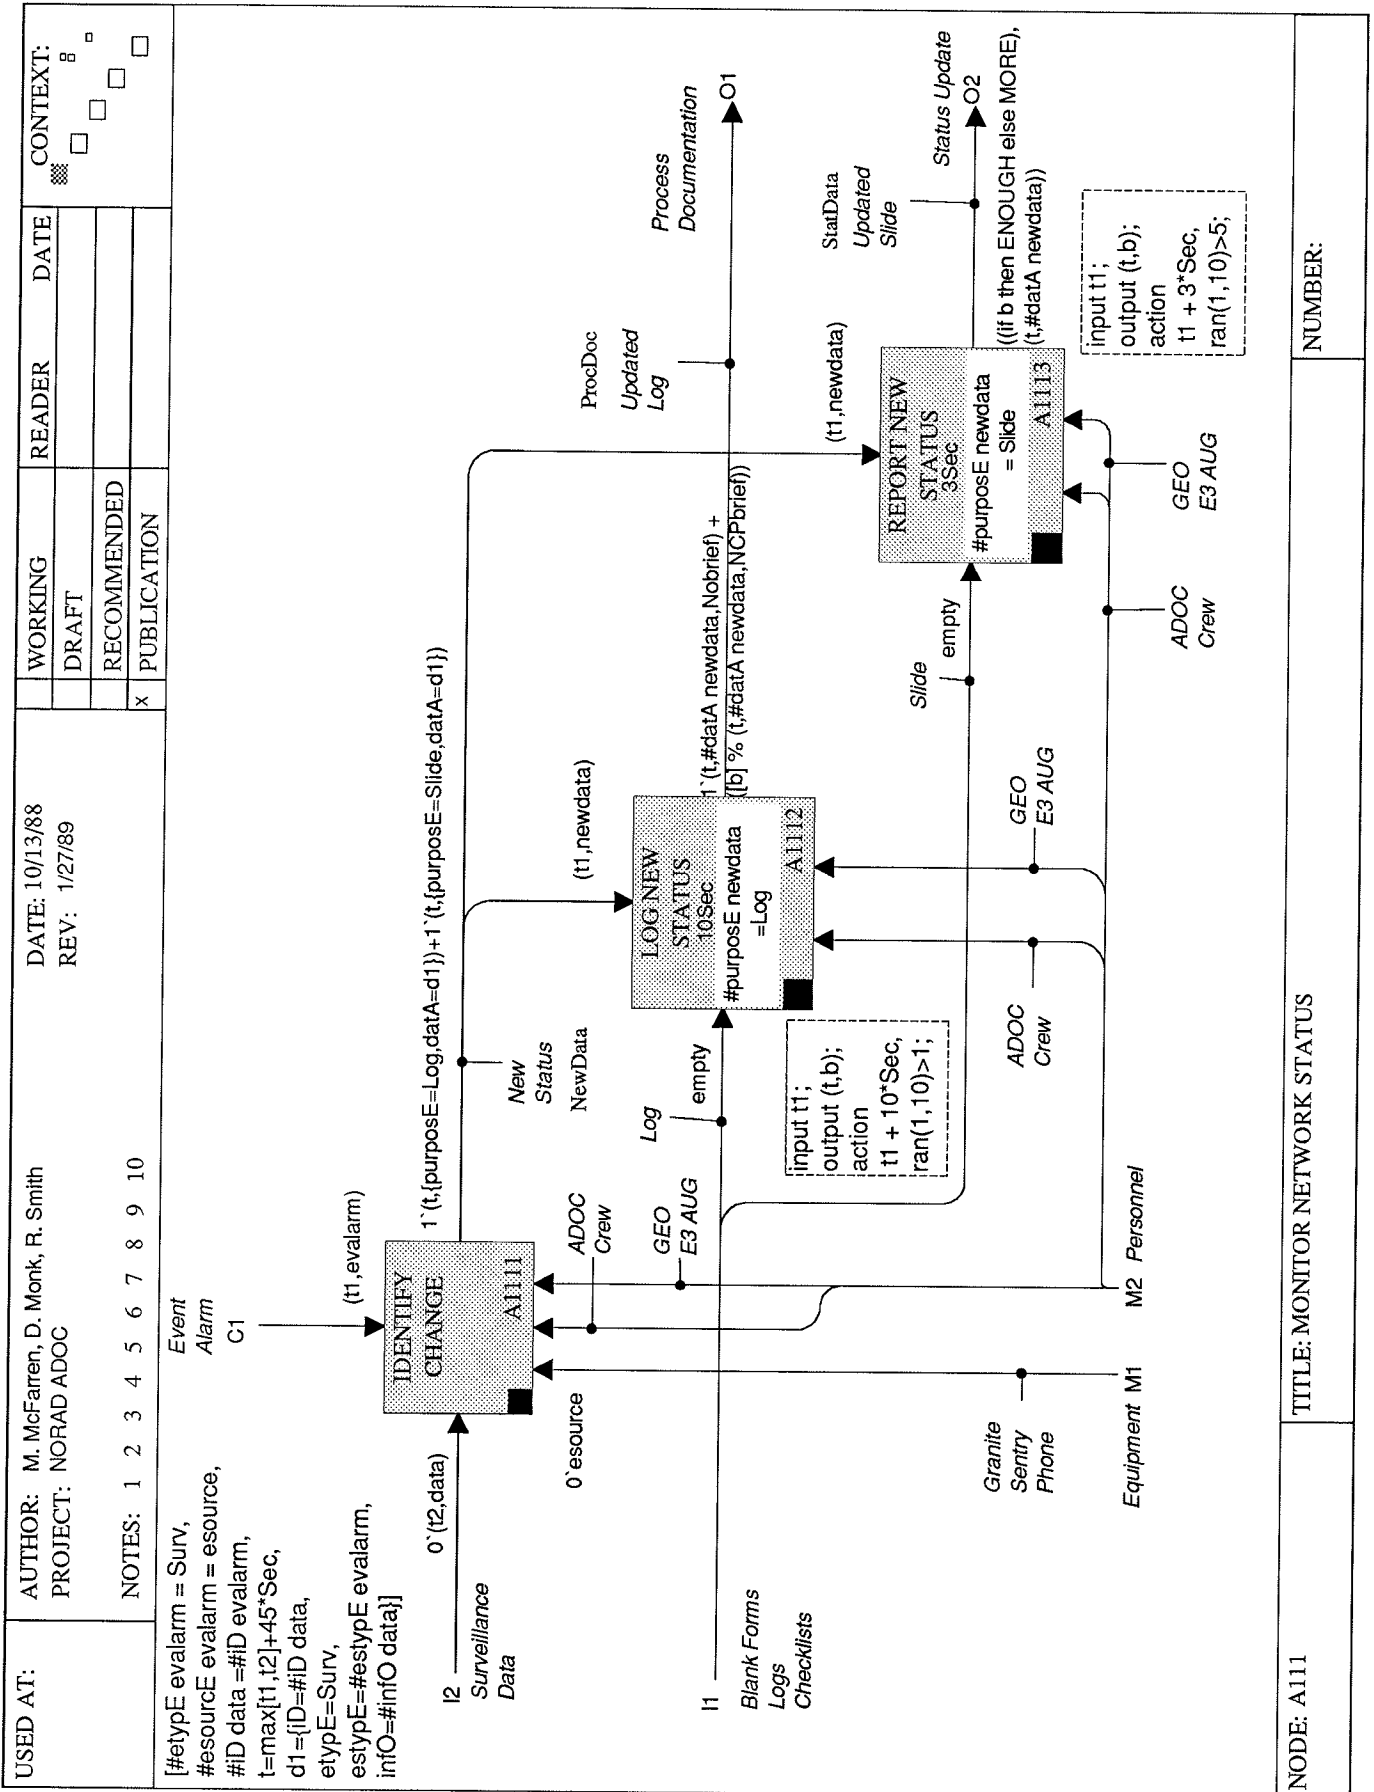 USED AT:
AUTHOR: M. McFarren, D. Monk, R. Smith
PROJECT: NORAD ADOC
NOTES: 1 2 3 4 5 6 7 8 9 10
DATE: 10/13/88
REV: 1/27/89
WORKING
DRAFT
RECOMMENDED
x PUBLICATION
READER DATE
CONTEXT:
[#etypE evalarm = Surv,
#esourcE evalarm = esource,
#iD data =#iD evalarm,
t=max[t1,t2]+45*Sec,
d1={iD=#iD data,
etypE=Surv,
estypE=#estypE evalarm,
infO=#infO data}]
Event
Alarm
C1
(t1,evalarm)
I2
Surveillance
Data
0`(t2,data)
IDENTIFY
CHANGE
A1111
1`(t,{purposE=Log,datA=d1})+1`(t,{purposE=Slide,datA=d1})
New
Status
NewData
0`esource
ADOC
Crew
GEO
E3 AUG
(t1,newdata)
LOG NEW
STATUS
10Sec
#purposE newdata
=Log
A1112
Log
empty
1`(t,#datA newdata,Nobrief) +
([b] % (t,#datA newdata,NCPbrief))
ProcDoc
Updated
Log
Process
Documentation
O1
input t1;
output (t,b);
action
t1 + 10*Sec,
ran(1,10)>1;
I1
Blank Forms
Logs
Checklists
(t1,newdata)
REPORT NEW
STATUS
3Sec
#purposE newdata
= Slide
A1113
Slide
empty
StatData
Updated
Slide
Status Update
O2
((if b then ENOUGH else MORE),
(t,#datA newdata))
input t1;
output (t,b);
action
t1 + 3*Sec,
ran(1,10)>5;
Granite
Sentry
Phone
ADOC
Crew
GEO
E3 AUG
ADOC
Crew
GEO
E3 AUG
Equipment M1
M2 Personnel
NODE: A111
TITLE: MONITOR NETWORK STATUS
NUMBER: